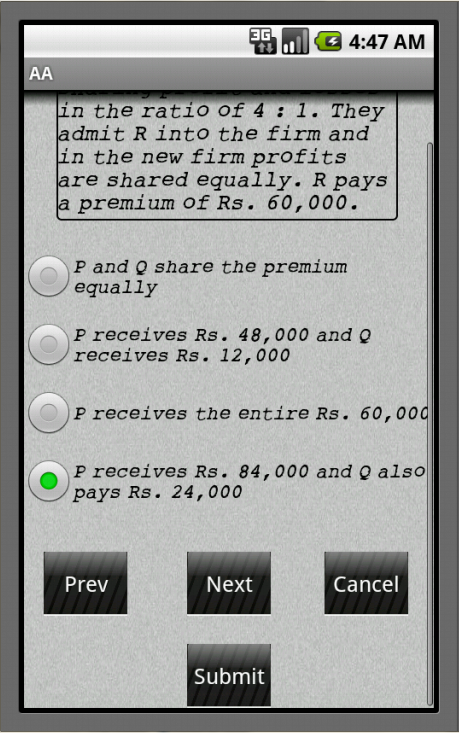 3G 4:47 AM
AA
in the ratio of 4 : 1. They
admit R into the firm and
in the new firm profits
are shared equally. R pays
a premium of Rs. 60,000.
P and Q share the premium
equally
P receives Rs. 48,000 and Q
receives Rs. 12,000
P receives the entire Rs. 60,000
P receives Rs. 84,000 and Q also
pays Rs. 24,000
Prev Next Cancel
Submit